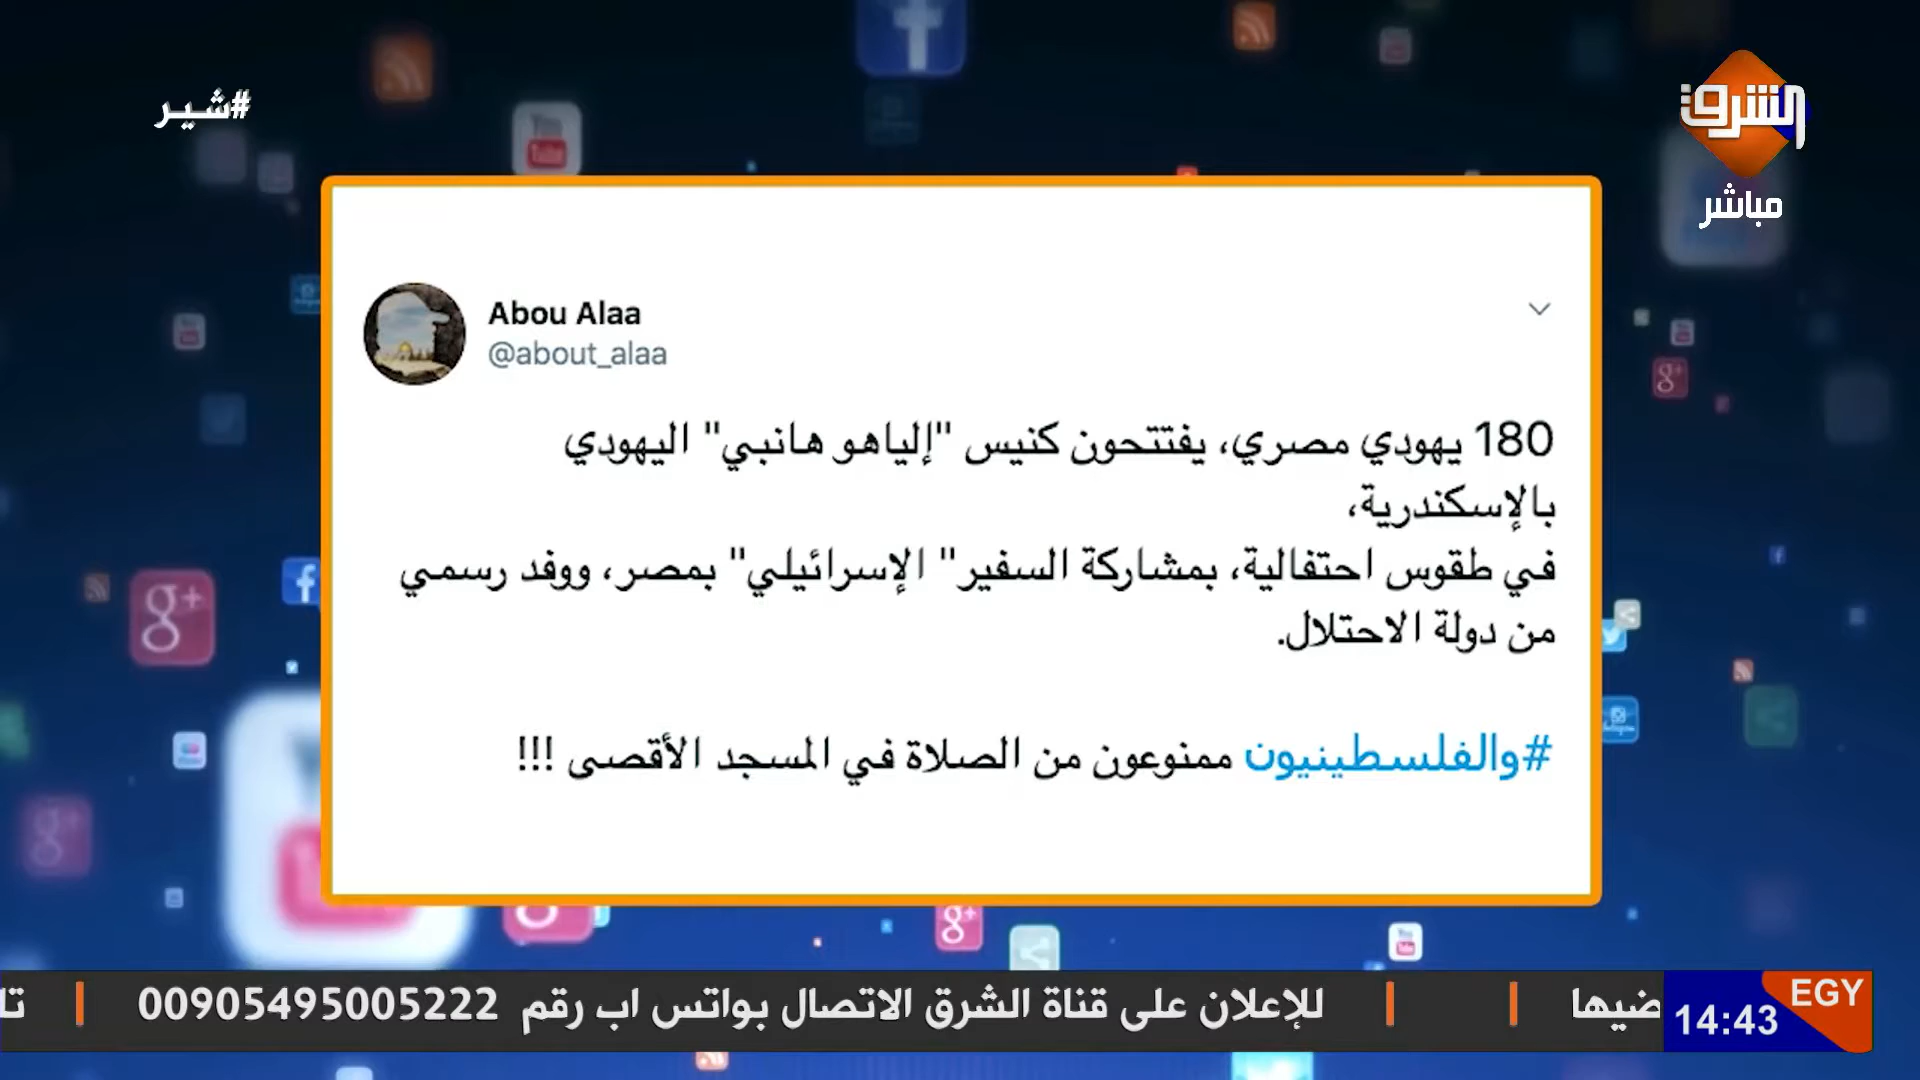 #شير
الشرق
مباشر
Abou Alaa
@about_alaa
180 يهودي مصري، يفتتحون كنيس "إلياهو هانبي" اليهودي
بالإسكندرية،
في طقوس احتفالية، بمشاركة السفير" الإسرائيلي" بمصر، ووفد رسمي
من دولة الاحتلال.
#والفلسطينيون ممنوعون من الصلاة في المسجد الأقصى !!!
EGY
14:43
ضيها | | للإعلان على قناة الشرق الاتصال بواتس اب رقم 00905495005222 | تا